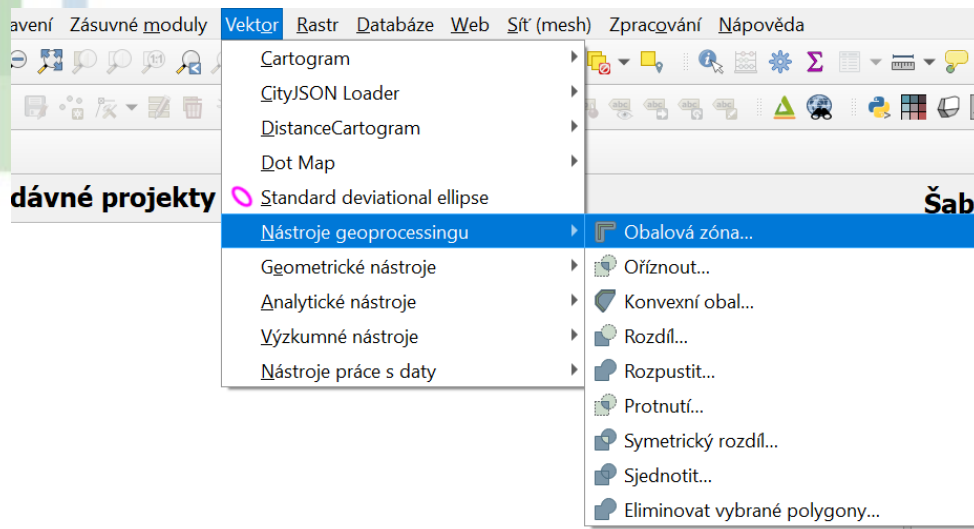 avení Zásuvné moduly Vektor Rastr Databáze Web Síť (mesh) Zpracování Nápověda
Cartogram
CityJSON Loader
DistanceCartogram
Dot Map
dávné projekty
Standard deviational ellipse
Šab
Nástroje geoprocessingu
Obalová zóna...
Geometrické nástroje
Oříznout...
Analytické nástroje
Konvexní obal...
Výzkumné nástroje
Rozdíl...
Nástroje práce s daty
Rozpustit...
Protnutí...
Symetrický rozdíl...
Sjednotit...
Eliminovat vybrané polygony...